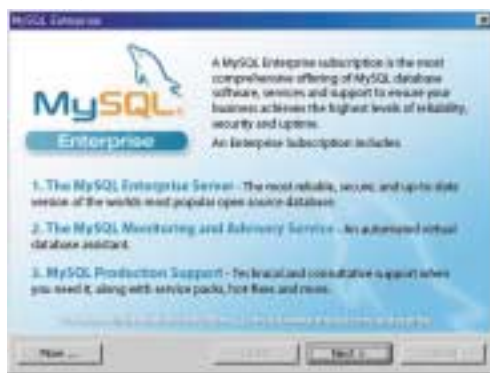 MySQL Enterprise
A MySQL Enterprise subscription is the most
comprehensive offering of MySQL database
software, services and support to ensure your
business achieves the highest levels of reliability,
security and uptime.
MySQL
Enterprise
An Enterprise Subscription includes
1. The MySQL Enterprise Server - The most reliable, secure, and up-to-date
version of the world's most popular open source database.
2. The MySQL Monitoring and Advisory Service - An automated virtual
database assistant.
3. MySQL Production Support - Technical and consultative support when
you need it, along with service packs, hot fixes and more.
More ...
Next >